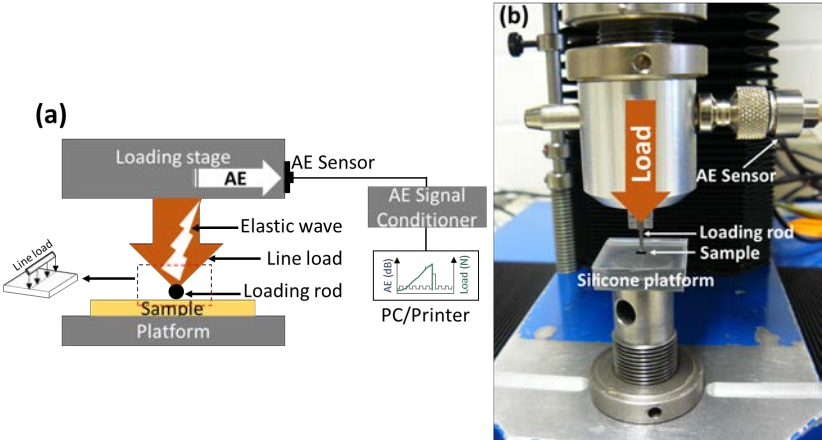 (a)
Loading stage
AE
AE Sensor
AE Signal
Conditioner
Elastic wave
Line load
Line load
Loading rod
Sample
Platform
AE (dB)
Load (N)
PC/Printer
(b)
Load
AE Sensor
Loading rod
Sample
Silicone platform